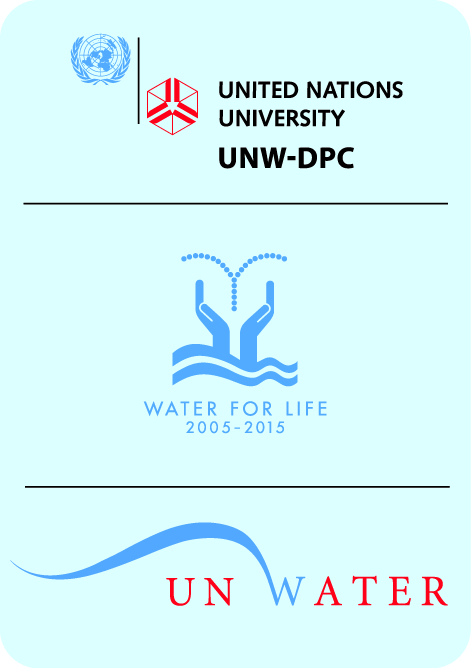 UNITED NATIONS
UNIVERSITY
UNW-DPC
WATER FOR LIFE
2005-2015
UN WATER